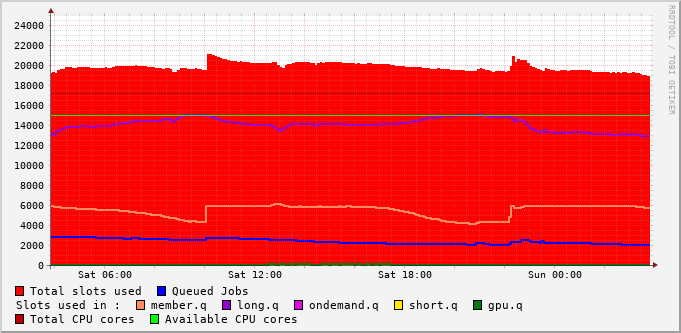 24000
22000
20000
18000
16000
14000
12000
10000
8000
6000
4000
2000
0
Sat 06:00 Sat 12:00 Sat 18:00 Sun 00:00
Total slots used Queued Jobs
Slots used in : member.q long.q ondemand.q short.q gpu.q
Total CPU cores Available CPU cores
RRDTOOL / TOBI OETIKER